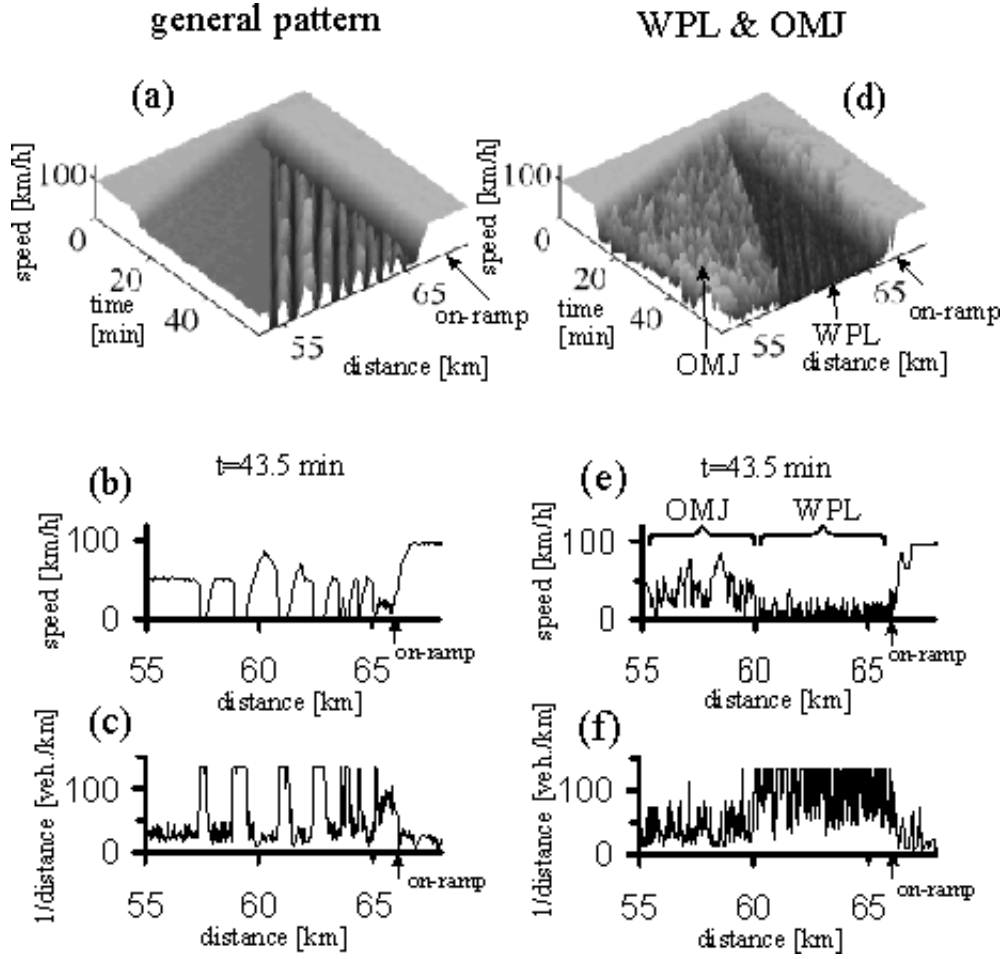 general pattern
WPL & OMJ
(a)
speed [km/h]
100
0
20
40
time
[min]
55
65
distance [km]
on-ramp
(d)
speed [km/h]
100
0
20
40
time
[min]
55
65
distance [km]
on-ramp
OMJ
WPL
(b)
t=43.5 min
speed [km/h]
100
0
55
60
65
on-ramp
distance [km]
(e)
t=43.5 min
OMJ
WPL
speed [km/h]
100
0
55
60
65
on-ramp
distance [km]
(c)
1/distance [veh./km]
100
0
55
60
65
on-ramp
distance [km]
(f)
1/distance [veh./km]
100
0
55
60
65
on-ramp
distance [km]